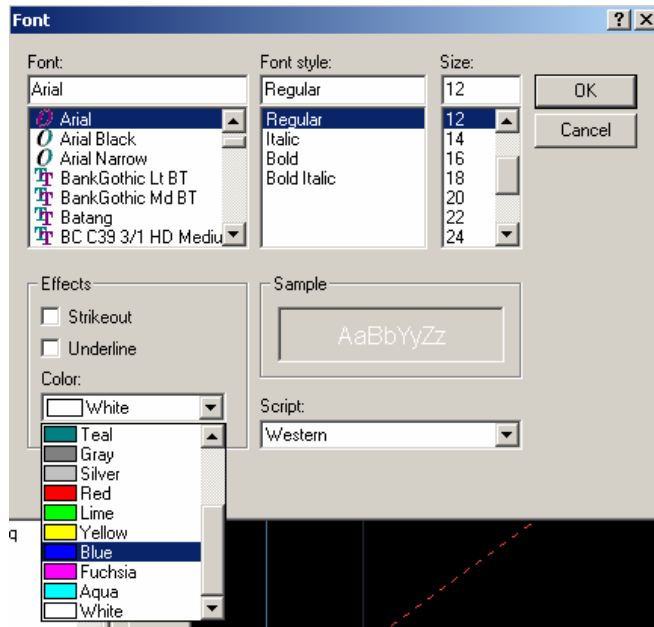 Font
Font: Font style: Size:
Arial Regular 12 OK
Arial Regular 12 Cancel
Arial Black Italic 14
Arial Narrow Bold 16
BankGothic Lt BT Bold Italic 18
BankGothic Md BT 20
Batang 22
BC C39 3/1 HD Mediu 24
Effects Sample
Strikeout
AaBbYyZz
Underline
Color: Script:
White Western
Teal
Gray
Silver
Red
Lime
Yellow
q
Blue
Fuchsia
Aqua
White